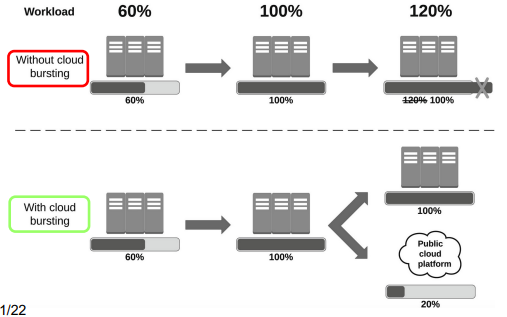 Workload 60% 100% 120%
Without cloud
bursting
60% 100% 120% 100%
With cloud
bursting
100%
Public
cloud
platform
60% 100%
20%
1/22